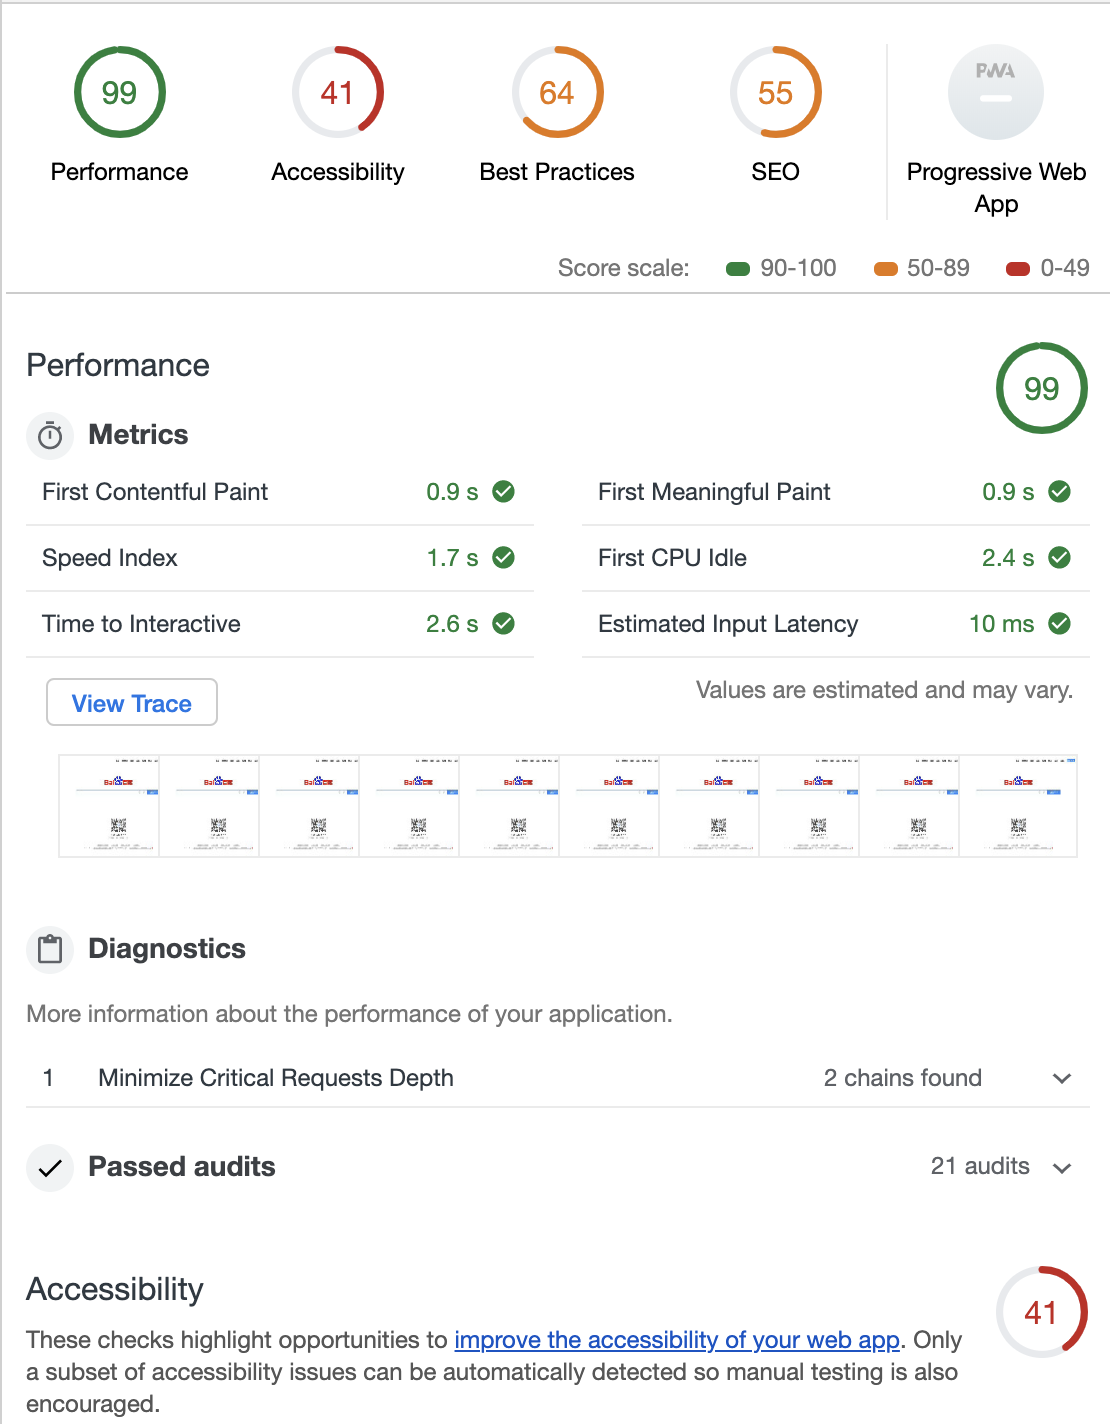 99
Performance
41
Accessibility
64
Best Practices
55
SEO
PWA
Progressive Web
App
Score scale: 90-100 50-89 0-49
Performance
99
Metrics
First Contentful Paint 0.9 s
First Meaningful Paint 0.9 s
Speed Index 1.7 s
First CPU Idle 2.4 s
Time to Interactive 2.6 s
Estimated Input Latency 10 ms
View Trace
Values are estimated and may vary.
Diagnostics
More information about the performance of your application.
1 Minimize Critical Requests Depth 2 chains found
Passed audits 21 audits
Accessibility
41
These checks highlight opportunities to improve the accessibility of your web app. Only
a subset of accessibility issues can be automatically detected so manual testing is also
encouraged.